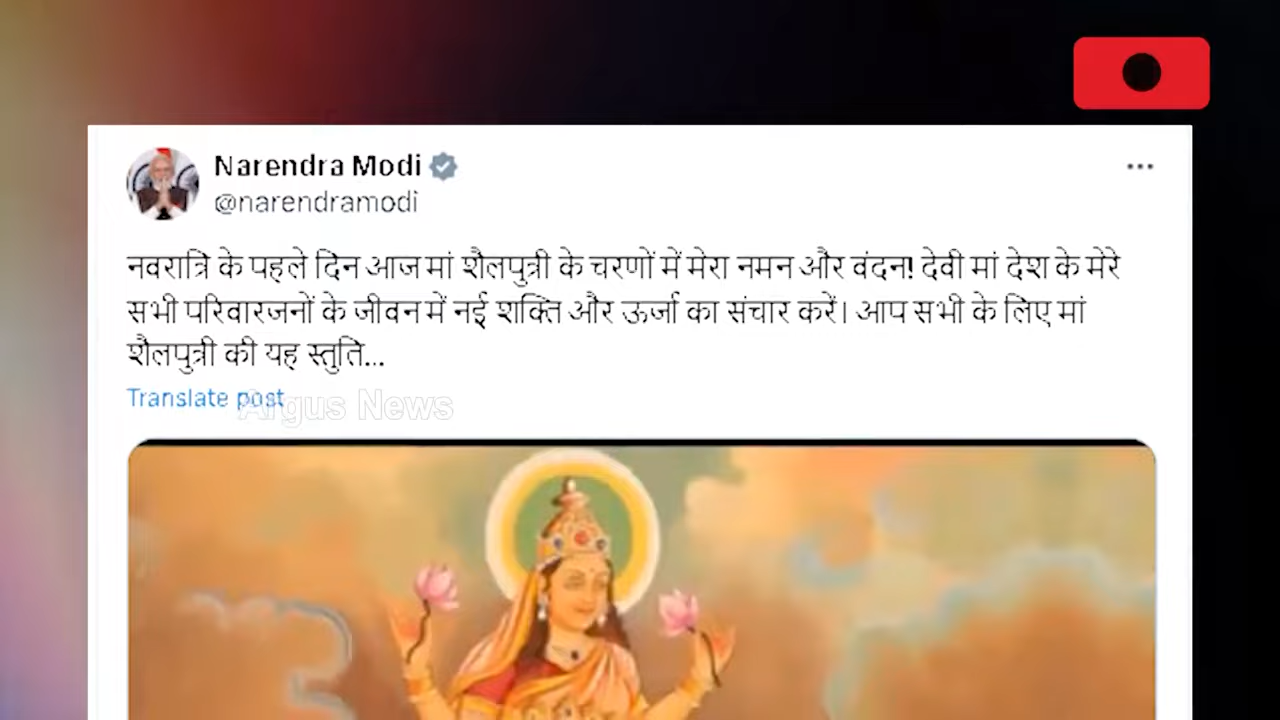 Narendra Modi
@narendramodi
नवरात्रि के पहले दिन आज मां शैलपुत्री के चरणों में मेरा नमन और वंदन! देवी मां देश के मेरे
सभी परिवारजनों के जीवन में नई शक्ति और ऊर्जा का संचार करें। आप सभी के लिए मां
शैलपुत्री की यह स्तुति...
Translate post
Argus News